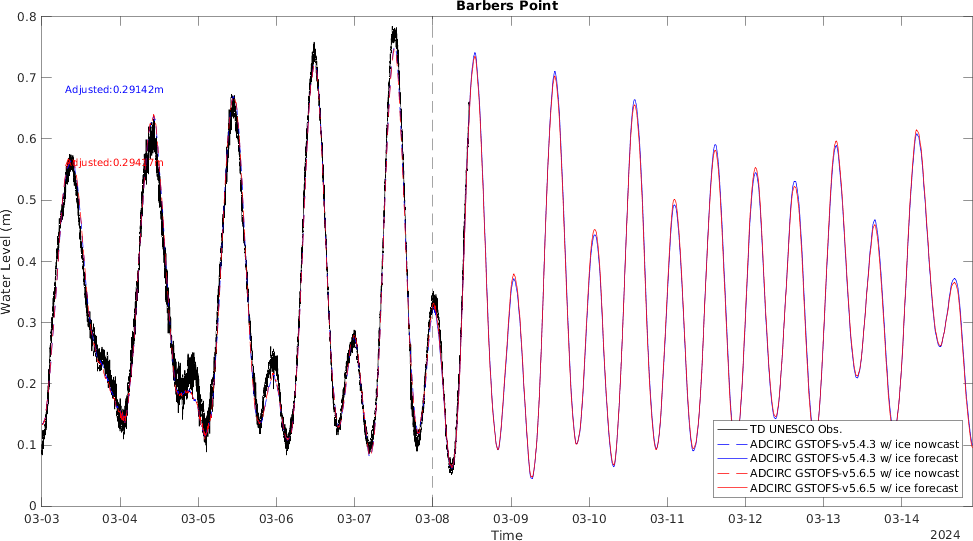 Barbers Point
0.8
0.7
0.6
0.5
0.4
0.3
0.2
0.1
0
Water Level (m)
Adjusted:0.29142m
03-03 03-04 03-05 03-06 03-07 03-08 03-09 03-10 03-11 03-12 03-13 03-14
Time
2024
TD UNESCO Obs.
ADCIRC GSTOFS-v5.4.3 w/ ice nowcast
ADCIRC GSTOFS-v5.4.3 w/ ice forecast
ADCIRC GSTOFS-v5.6.5 w/ ice nowcast
ADCIRC GSTOFS-v5.6.5 w/ ice forecast